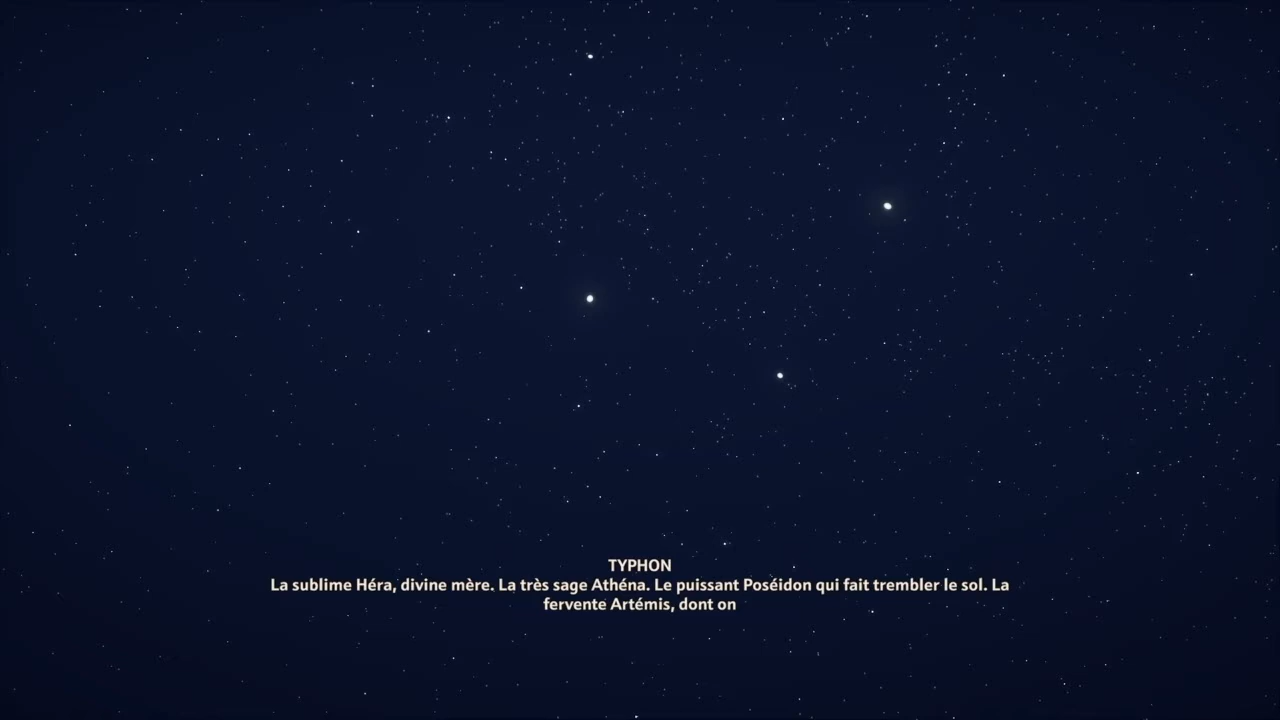 TYPHON
La sublime Héra, divine mère. La très sage Athéna. Le puissant Poséidon qui fait trembler le sol. La
fervente Artémis, dont on